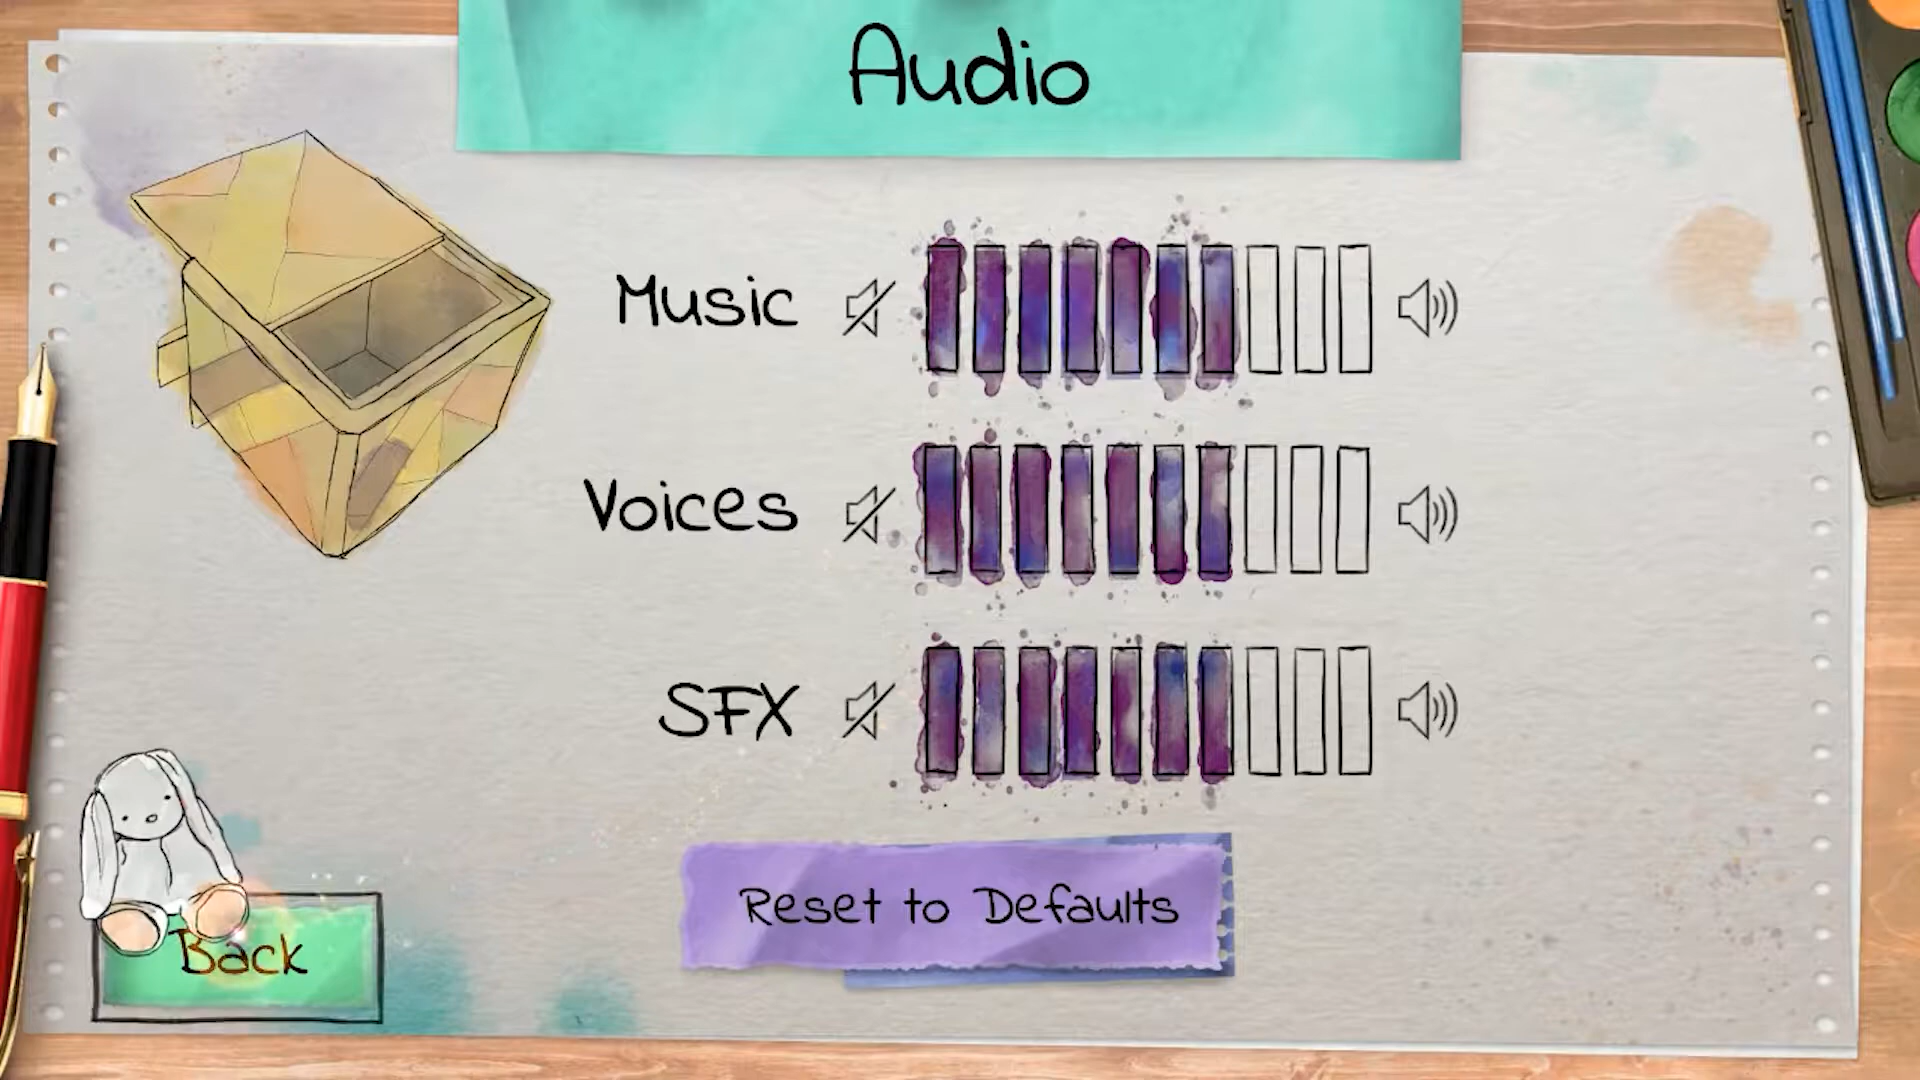 Audio
Music
Voices
SFX
Reset to Defaults
Back